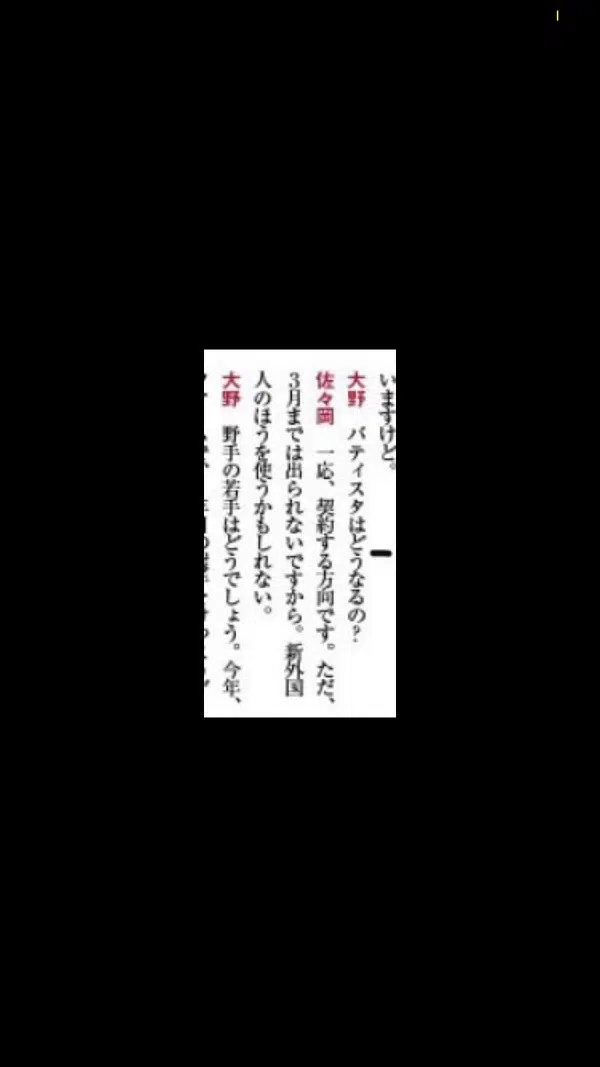 いますけど。
大野　バティスタはどうなるの?
佐々岡　一応、契約する方向です。ただ、
3月までは出られないですから。新外国
人のほうを使うかもしれない。
大野　野手の若手はどうでしょう。今年、